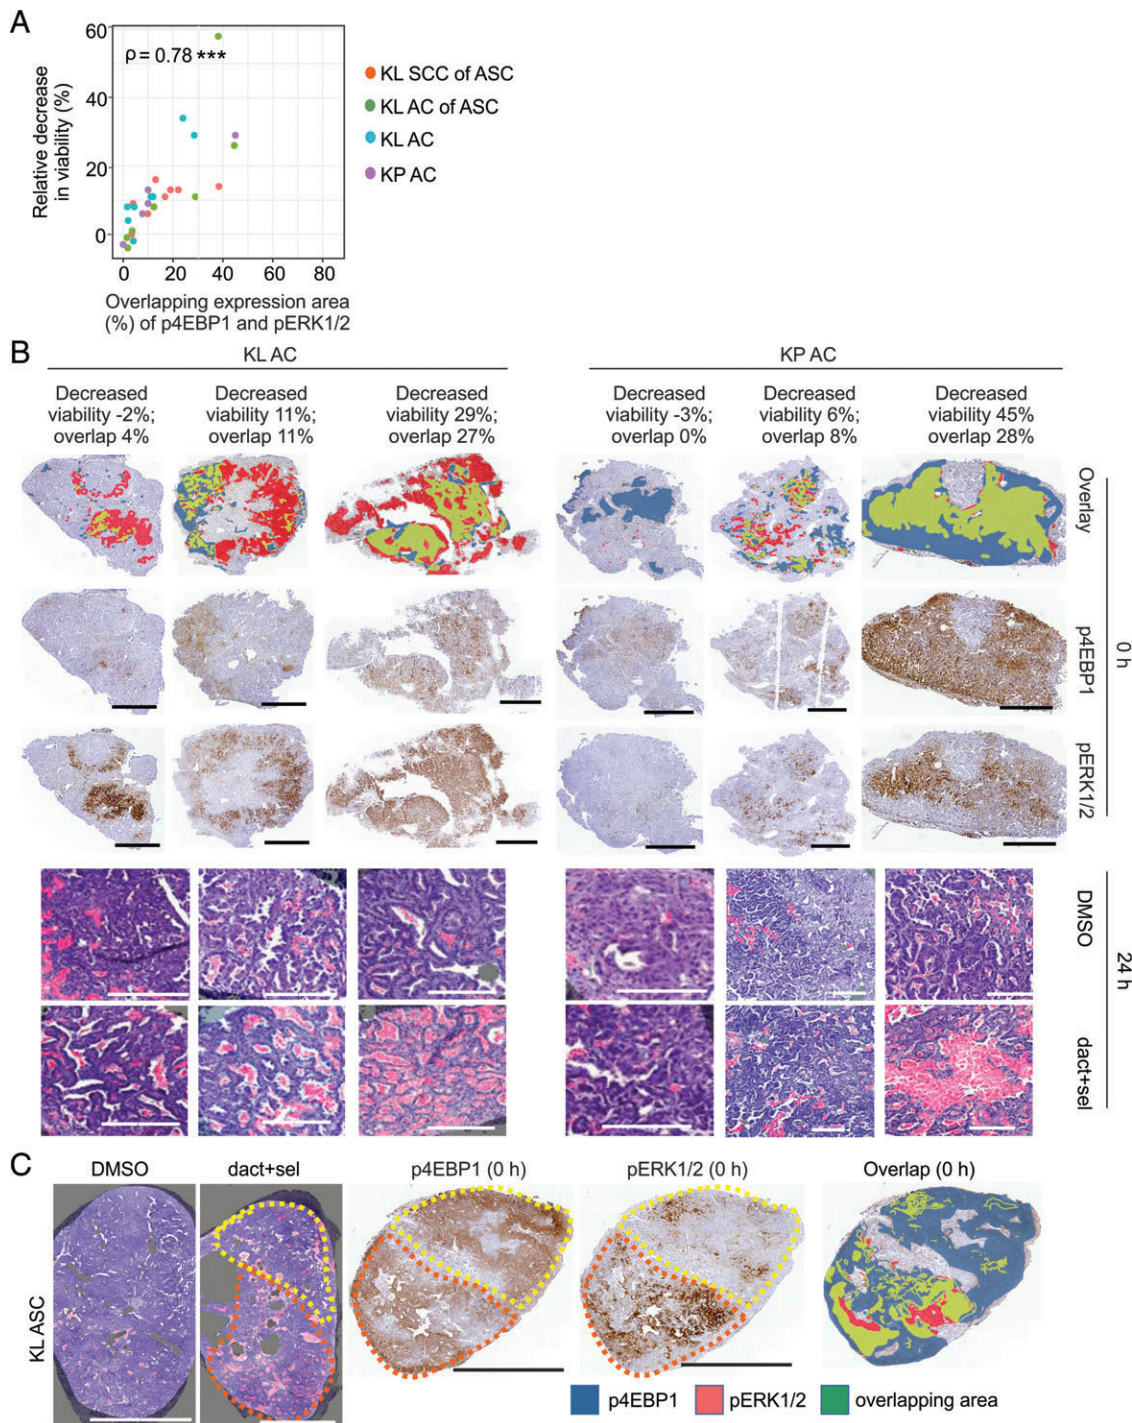 A
60
40
20
0
ρ = 0.78 ***
Relative decrease
in viability (%)
0 20 40 60 80
Overlapping expression area
(%) of p4EBP1 and pERK1/2
KL SCC of ASC
KL AC of ASC
KL AC
KP AC
B
KL AC
KP AC
Decreased
viability -2%;
overlap 4%
Decreased
viability 11%;
overlap 11%
Decreased
viability 29%;
overlap 27%
Decreased
viability -3%;
overlap 0%
Decreased
viability 6%;
overlap 8%
Decreased
viability 45%
overlap 28%
Overlay
p4EBP1
pERK1/2
0 h
DMSO
dact+sel
24 h
C
DMSO
dact+sel
p4EBP1 (0 h)
pERK1/2 (0 h)
Overlap (0 h)
KL ASC
p4EBP1
pERK1/2
overlapping area